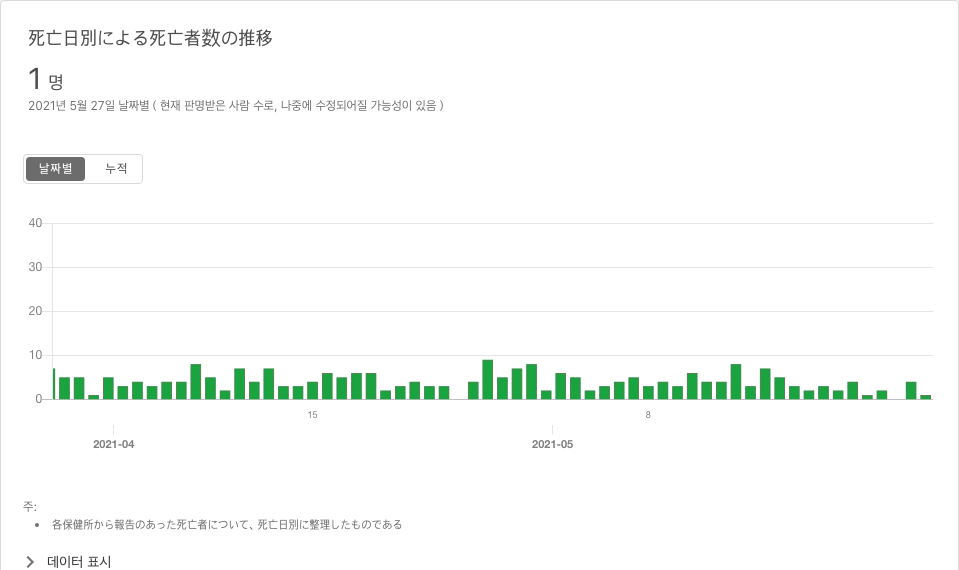 死亡日別による死亡者数の推移
1 명
2021년 5월 27일 날짜별 ( 현재 판명받은 사람 수로, 나중에 수정되어질 가능성이 있음 )
날짜별 누적
40
30
20
10
0
15 8
2021-04 2021-05
주:
• 各保健所から報告のあった死亡者について、死亡日別に整理したものである
데이터 표시